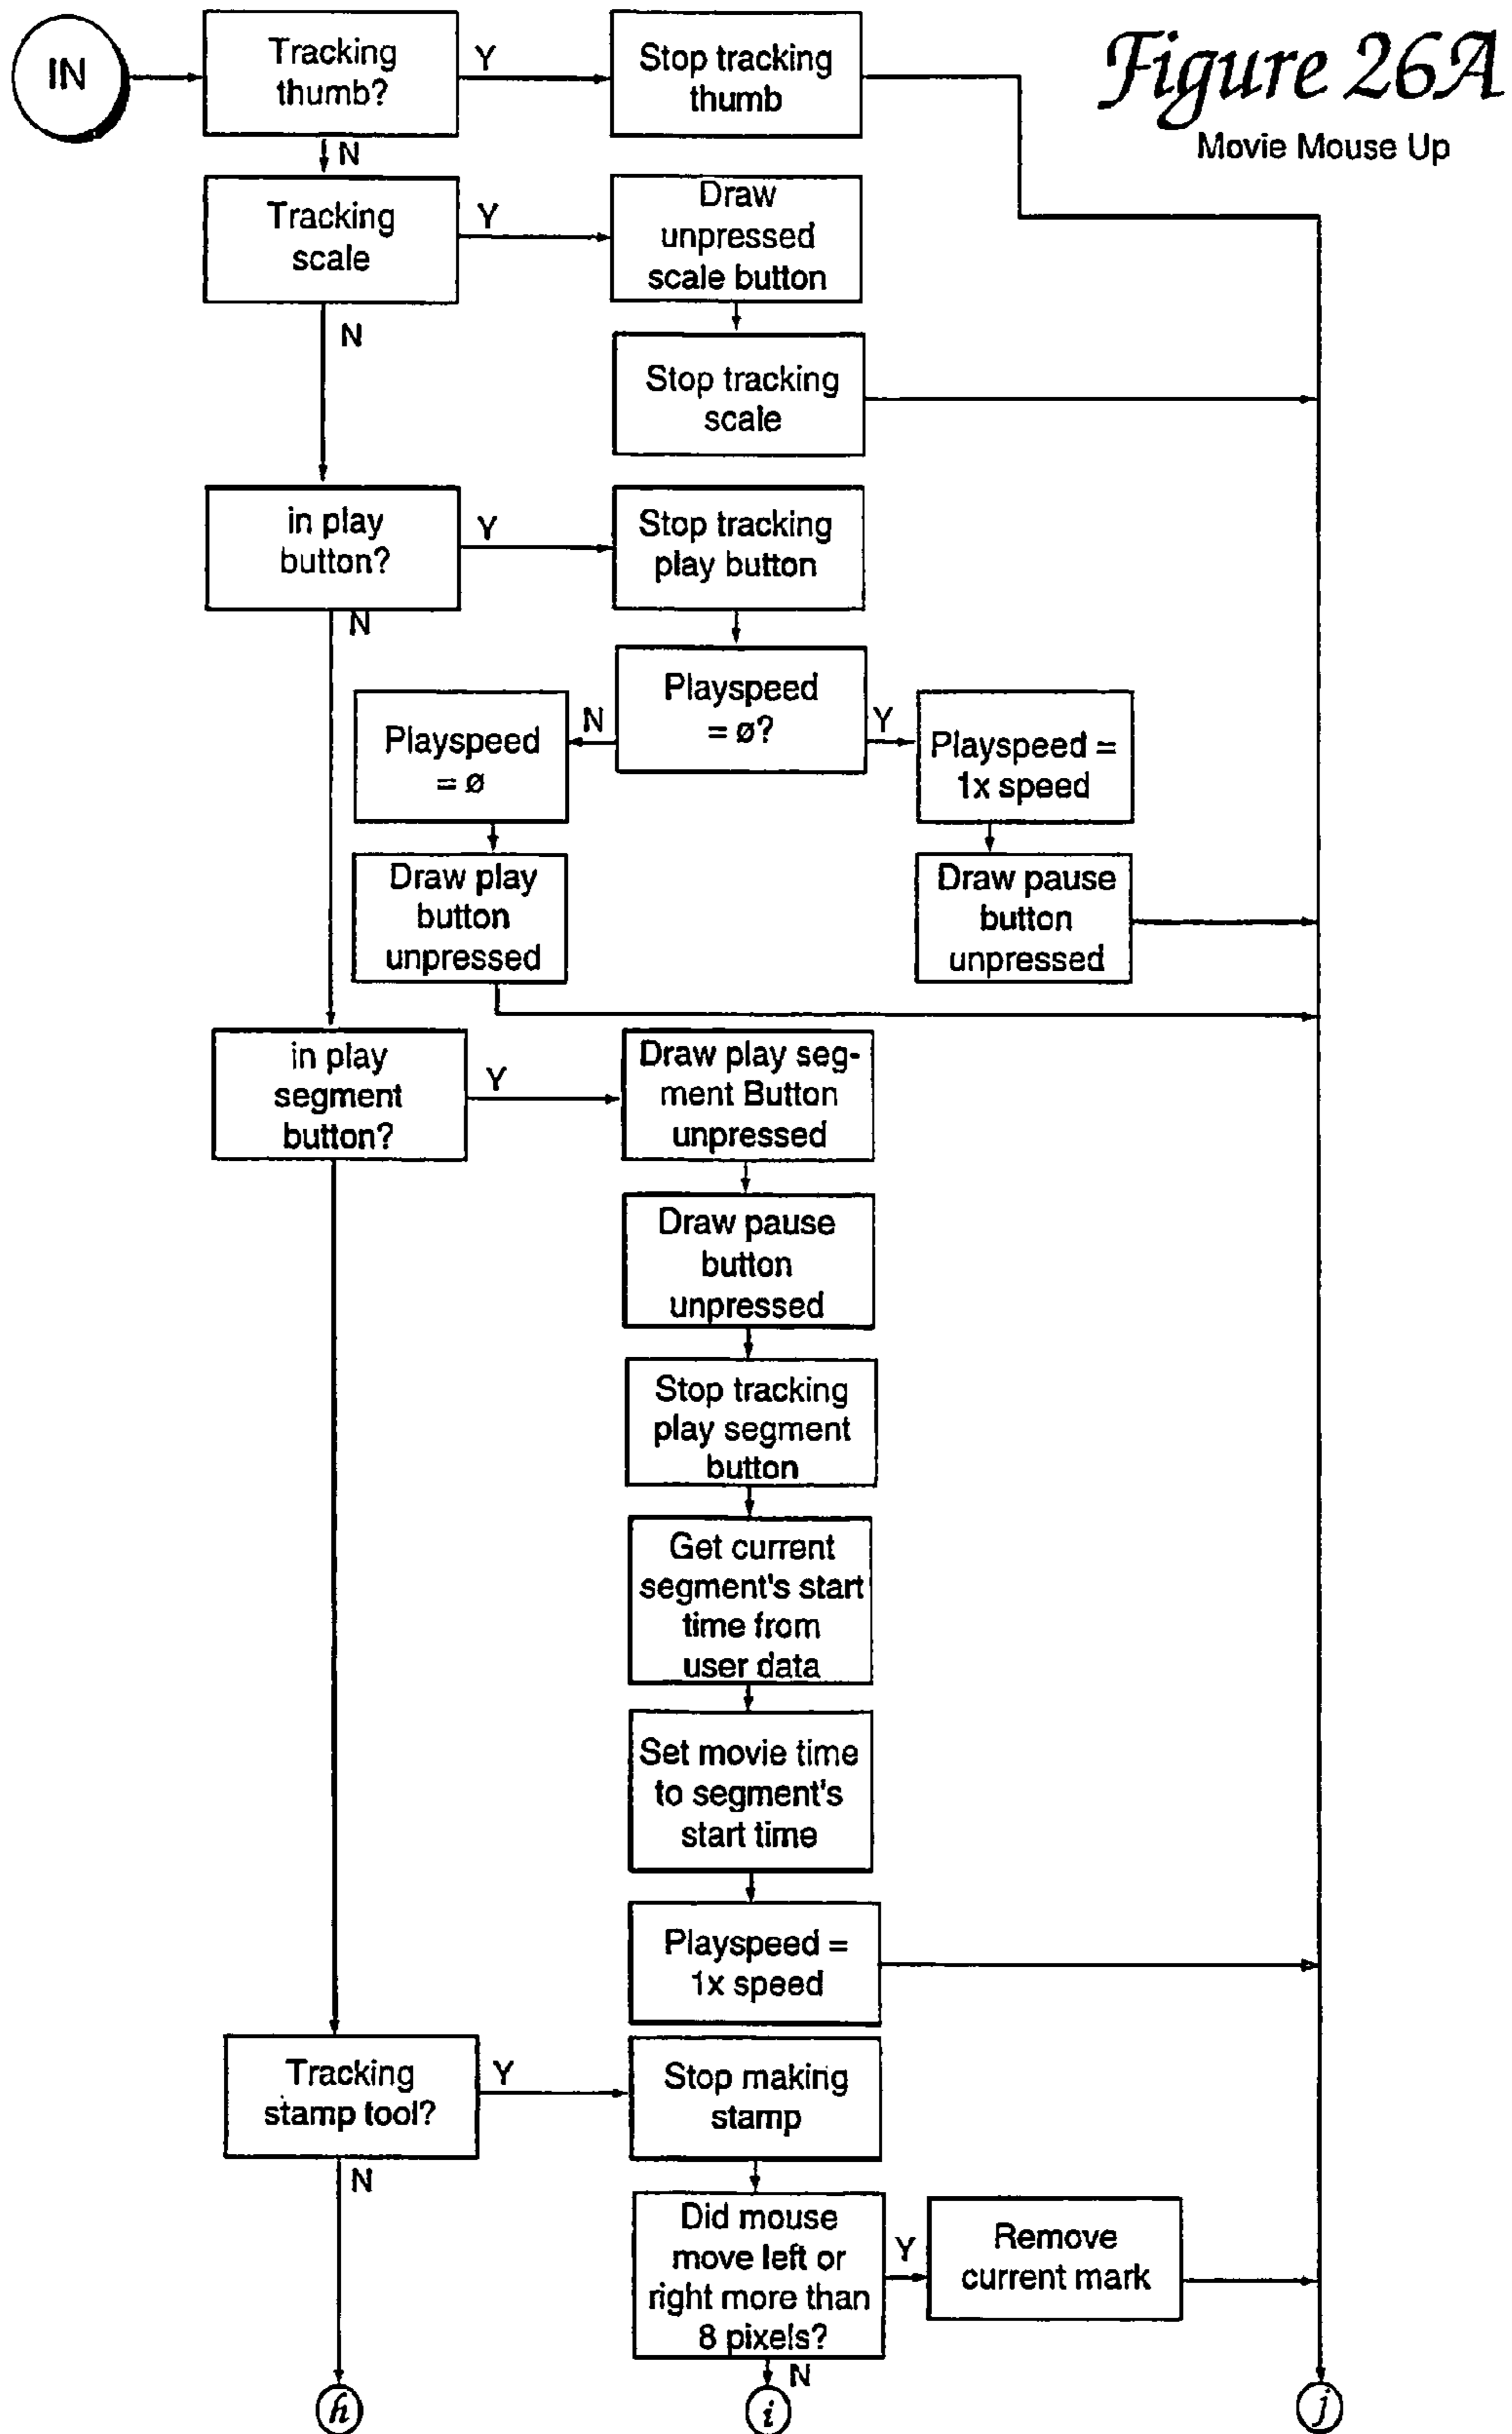 Figure 26A
Movie Mouse Up
IN
Tracking
thumb?
Y
Stop tracking
thumb
N
Tracking
scale
Y
Draw
unpressed
scale button
N
Stop tracking
scale
in play
button?
Y
Stop tracking
play button
N
Playspeed
= ø?
N
Y
Playspeed
= ø
Playspeed =
1x speed
Draw play
button
unpressed
Draw pause
button
unpressed
in play
segment
button?
Y
Draw play seg-
ment Button
unpressed
Draw pause
button
unpressed
Stop tracking
play segment
button
Get current
segment's start
time from
user data
Set movie time
to segment's
start time
Playspeed =
1x speed
Tracking
stamp tool?
Y
Stop making
stamp
N
Did mouse
move left or
right more than
8 pixels?
Y
Remove
current mark
N
h
i
j